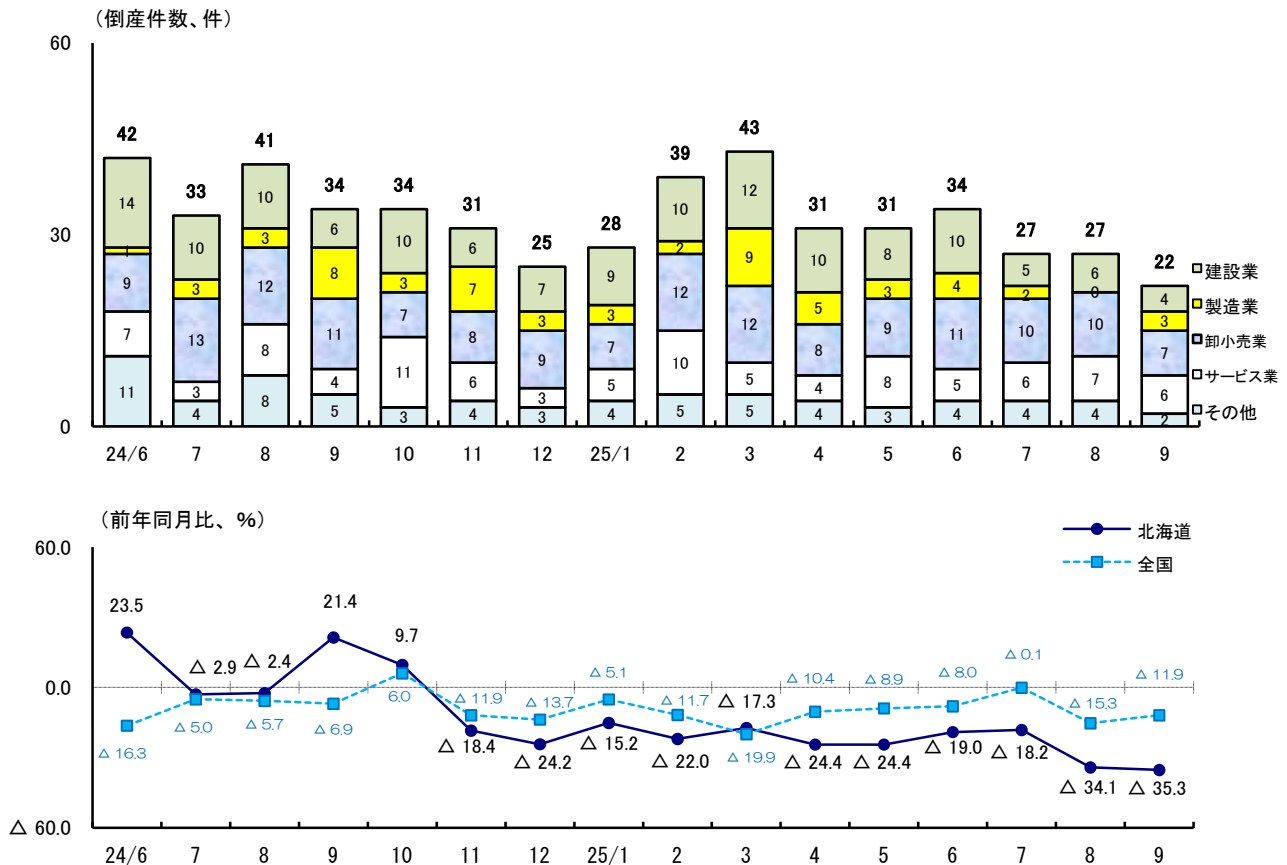 （倒産件数、件）
60
30
0
42 33 41 34 34 31 25 28 39 43 31 31 34 27 27 22
14 10 10 6 10 6 7 9 10 12 10 8 10 5 6 4
1 3 3 8 3 7 3 3 2 9 5 3 4 2 0 3
9 13 12 11 7 8 9 7 12 12 8 9 11 10 10 7
7 3 8 4 11 6 3 5 10 5 4 8 5 6 7 6
11 4 8 5 3 4 3 4 5 5 4 3 4 4 4 2
建設業
製造業
卸小売業
サービス業
その他
24/6 7 8 9 10 11 12 25/1 2 3 4 5 6 7 8 9
（前年同月比、%）
北海道
全国
60.0
0.0
△ 60.0
23.5 △ 2.9 △ 2.4 21.4 9.7 △ 18.4 △ 24.2 △ 15.2 △ 22.0 △ 17.3 △ 24.4 △ 24.4 △ 19.0 △ 18.2 △ 34.1 △ 35.3
△ 16.3 △ 5.0 △ 5.7 △ 6.9 6.0 △ 11.9 △ 13.7 △ 5.1 △ 11.7 △ 19.9 △ 10.4 △ 8.9 △ 8.0 △ 0.1 △ 15.3 △ 11.9
24/6 7 8 9 10 11 12 25/1 2 3 4 5 6 7 8 9